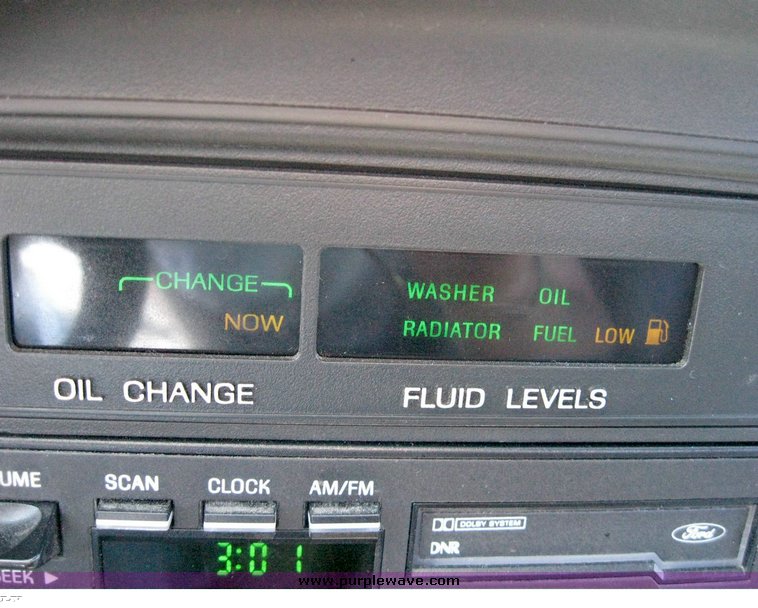 CHANGE
NOW
WASHER OIL
RADIATOR FUEL LOW
OIL CHANGE
FLUID LEVELS
UME
SCAN
CLOCK
AM/FM
3:01
SEEK
DOLBY SYSTEM
DNR
Ford
www.purplewave.com